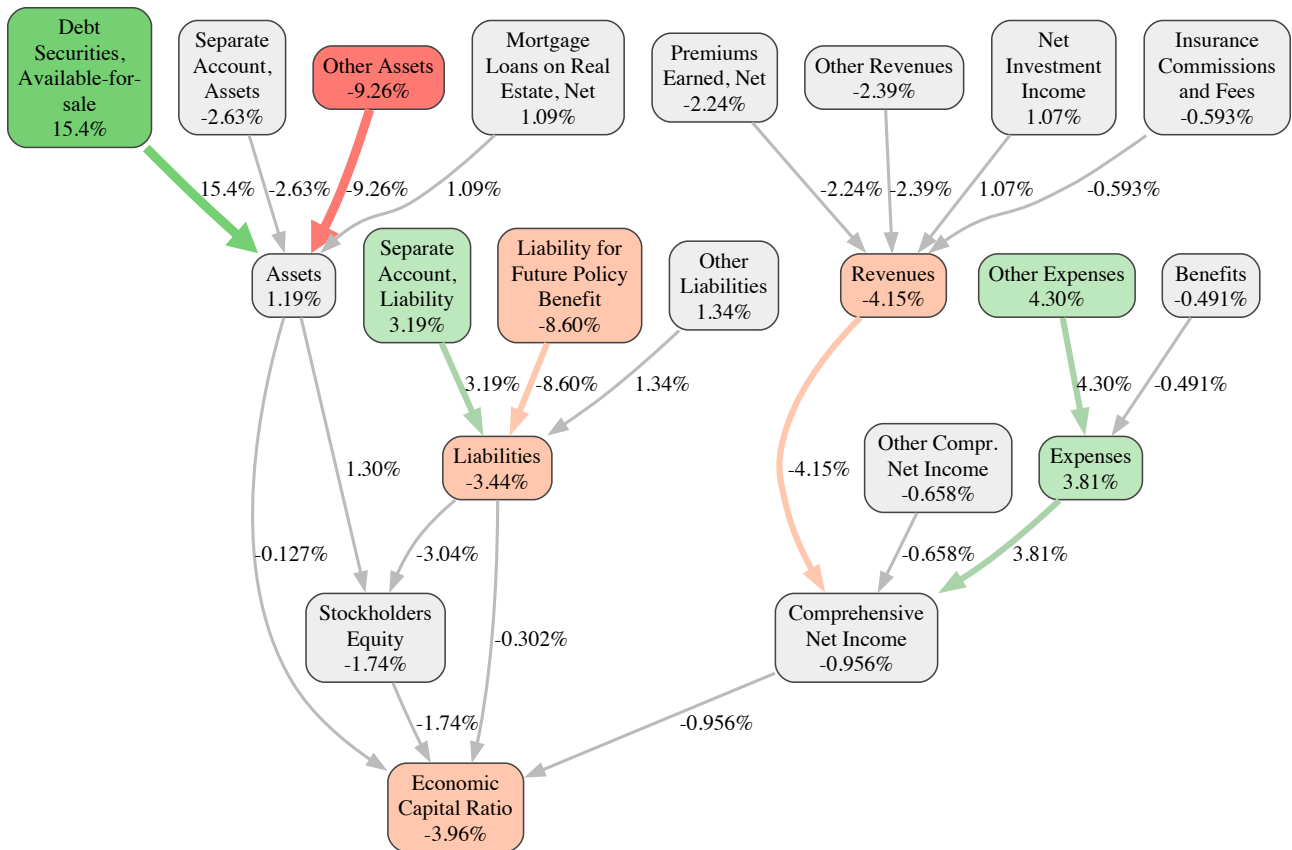 Debt
Securities,
Available-for-
sale
15.4%
Separate
Account,
Assets
-2.63%
Other Assets
-9.26%
Mortgage
Loans on Real
Estate, Net
1.09%
Premiums
Earned, Net
-2.24%
Other Revenues
-2.39%
Net
Investment
Income
1.07%
Insurance
Commissions
and Fees
-0.593%
15.4%
-2.63%
-9.26%
1.09%
-2.24%
-2.39%
1.07%
-0.593%
Assets
1.19%
Separate
Account,
Liability
3.19%
Liability for
Future Policy
Benefit
-8.60%
Other
Liabilities
1.34%
Revenues
-4.15%
Other Expenses
4.30%
Benefits
-0.491%
3.19%
-8.60%
1.34%
4.30%
-0.491%
1.30%
Liabilities
-3.44%
-4.15%
Other Compr.
Net Income
-0.658%
Expenses
3.81%
-0.127%
-3.04%
-0.658%
3.81%
Stockholders
Equity
-1.74%
-0.302%
Comprehensive
Net Income
-0.956%
-1.74%
-0.956%
Economic
Capital Ratio
-3.96%